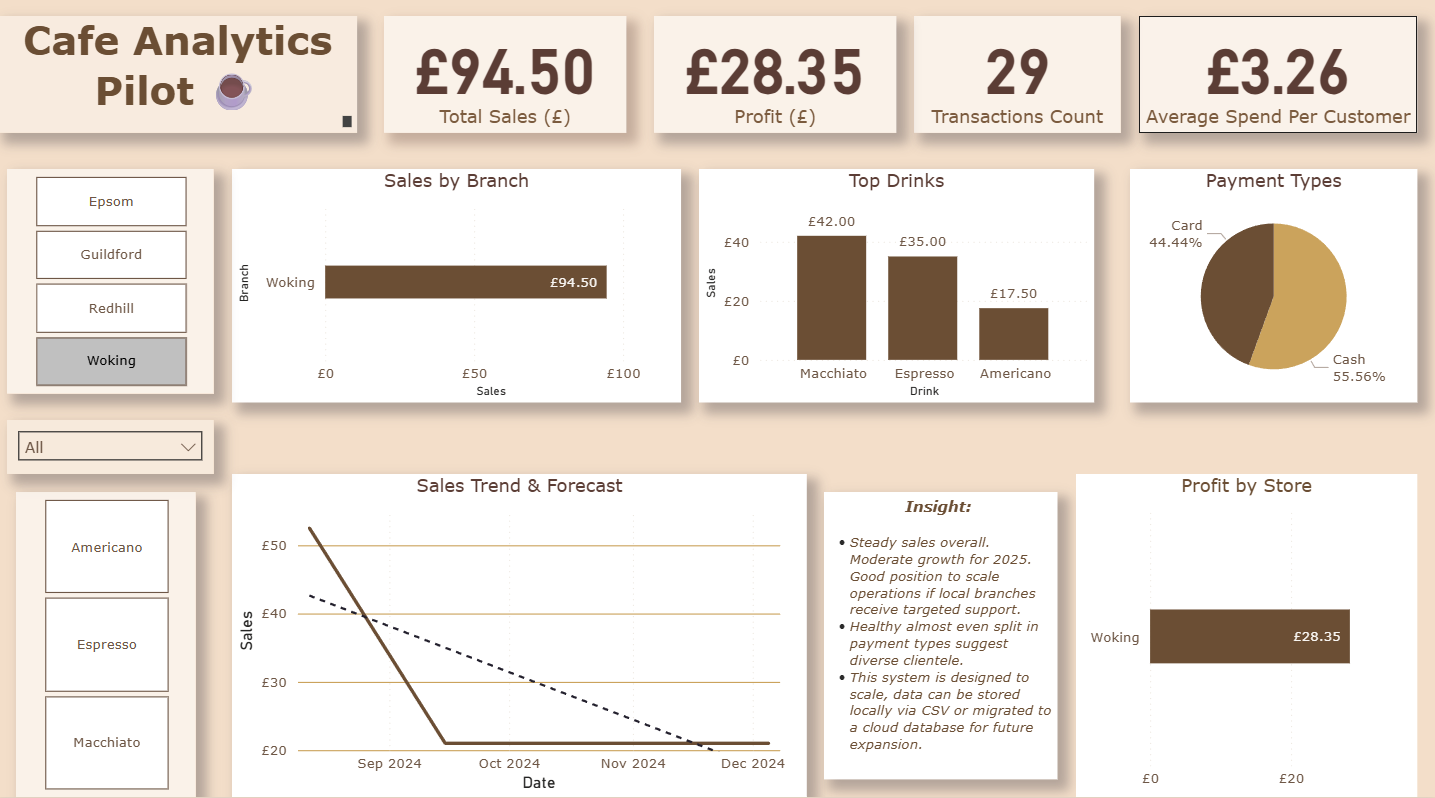 Cafe Analytics
Pilot
£94.50
Total Sales (£)
£28.35
Profit (£)
29
Transactions Count
£3.26
Average Spend Per Customer
Epsom
Guildford
Redhill
Woking
Sales by Branch
Branch
Woking
£94.50
£0
£50
£100
Sales
Top Drinks
Sales
£40
£20
£0
£42.00
£35.00
£17.50
Macchiato
Espresso
Americano
Drink
Payment Types
Card
44.44%
Cash
55.56%
All
Americano
Espresso
Macchiato
Sales Trend & Forecast
Sales
£50
£40
£30
£20
Sep 2024
Oct 2024
Nov 2024
Dec 2024
Date
Insight:
• Steady sales overall.
Moderate growth for 2025.
Good position to scale
operations if local branches
receive targeted support.
• Healthy almost even split in
payment types suggest
diverse clientele.
• This system is designed to
scale, data can be stored
locally via CSV or migrated to
a cloud database for future
expansion.
Profit by Store
Woking
£28.35
£0
£20